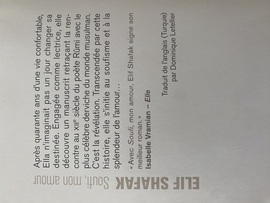 ELIF SHAFAK
Soufi, mon amour
Après quarante ans d'une vie confortable,
Ella n'imaginait pas un jour changer sa
destinée. Engagée comme lectrice, elle
découvre un manuscrit retraçant la ren-
contre au XIIIe siècle du poète Rûmi avec le
plus célèbre derviche du monde musulman.
C'est la révélation. Transcendée par cette
histoire, elle s'initie au soufisme et à la
splendeur de l'amour...
« Avec Soufi, mon amour, Elif Shafak signe son
meilleur roman. »
Isabelle Vramian – Elle
Traduit de l'anglais (Turquie)
par Dominique Letellier